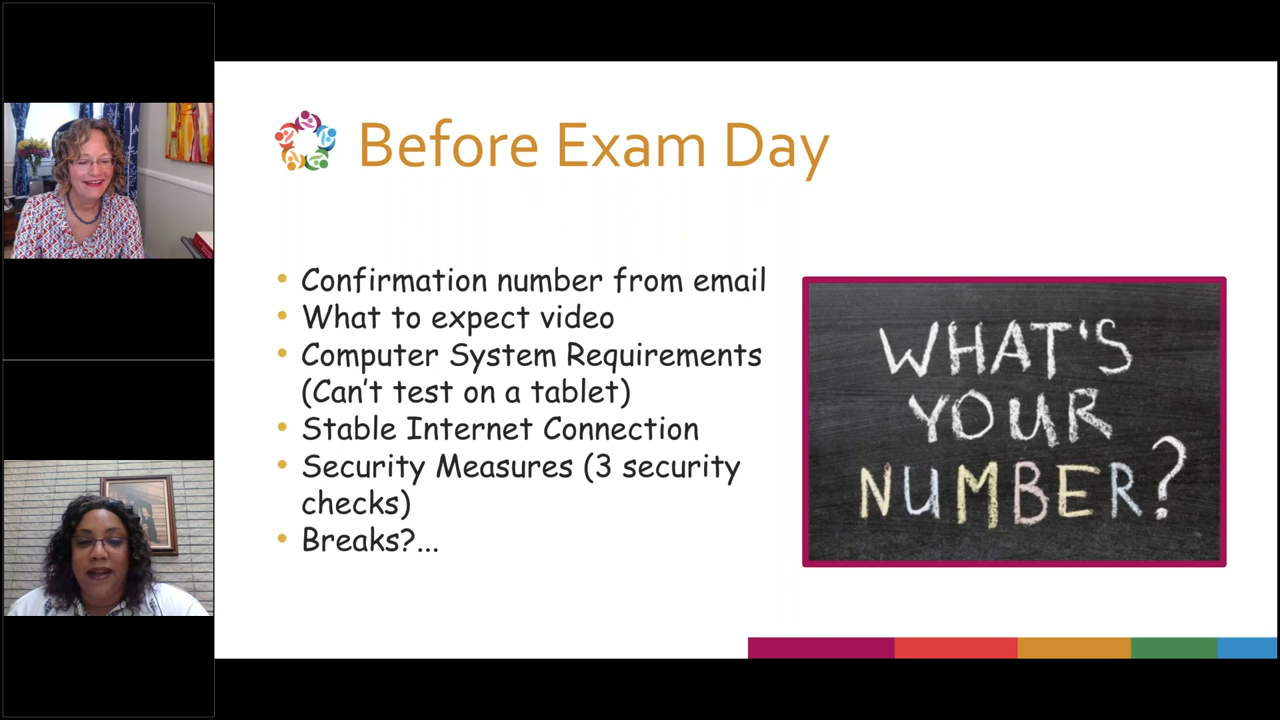 Before Exam Day
• Confirmation number from email
• What to expect video
• Computer System Requirements
(Can't test on a tablet)
• Stable Internet Connection
• Security Measures (3 security
checks)
• Breaks?...
WHAT'S
YOUR
NUMBER?